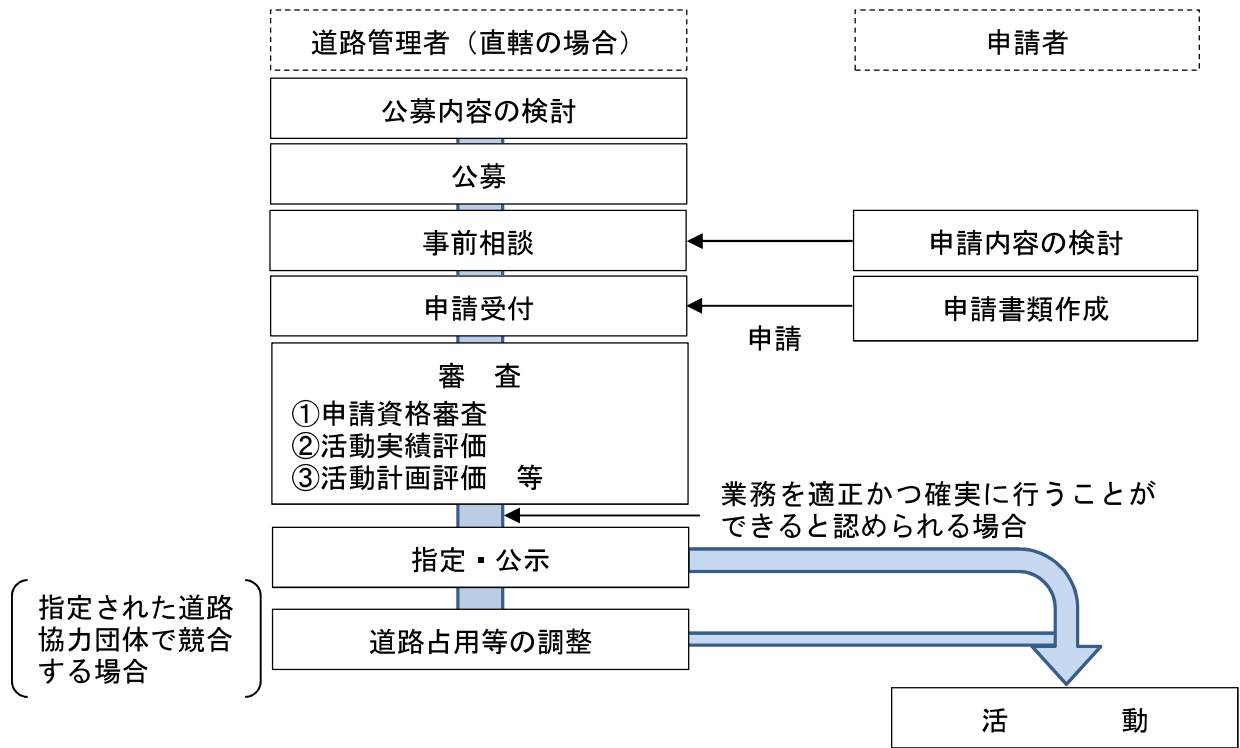 道路管理者（直轄の場合）
申請者
公募内容の検討
公募
事前相談
申請内容の検討
申請受付
申請書類作成
申請
審　査
①申請資格審査
②活動実績評価
③活動計画評価　等
業務を適正かつ確実に行うことが
できると認められる場合
指定・公示
指定された道路
協力団体で競合
する場合
道路占用等の調整
活　　　動